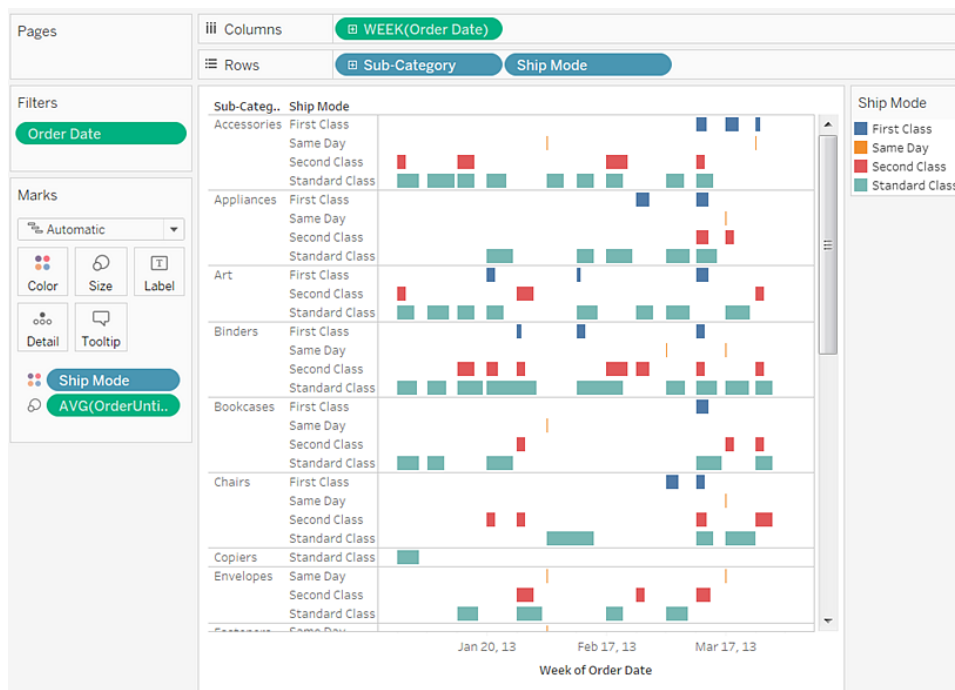 Pages
Columns
WEEK(Order Date)
Rows
Sub-Category
Ship Mode
Filters
Order Date
Marks
Automatic
Color
Size
Label
Detail
Tooltip
Ship Mode
AVG(OrderUnti..
Sub-Categ.. Ship Mode
Accessories First Class
Same Day
Second Class
Standard Class
Appliances First Class
Same Day
Second Class
Standard Class
Art First Class
Second Class
Standard Class
Binders First Class
Same Day
Second Class
Standard Class
Bookcases First Class
Same Day
Second Class
Standard Class
Chairs First Class
Same Day
Second Class
Standard Class
Copiers Standard Class
Envelopes Same Day
Second Class
Standard Class
Fasteners Same Day
Jan 20, 13 Feb 17, 13 Mar 17, 13
Week of Order Date
Ship Mode
First Class
Same Day
Second Class
Standard Class